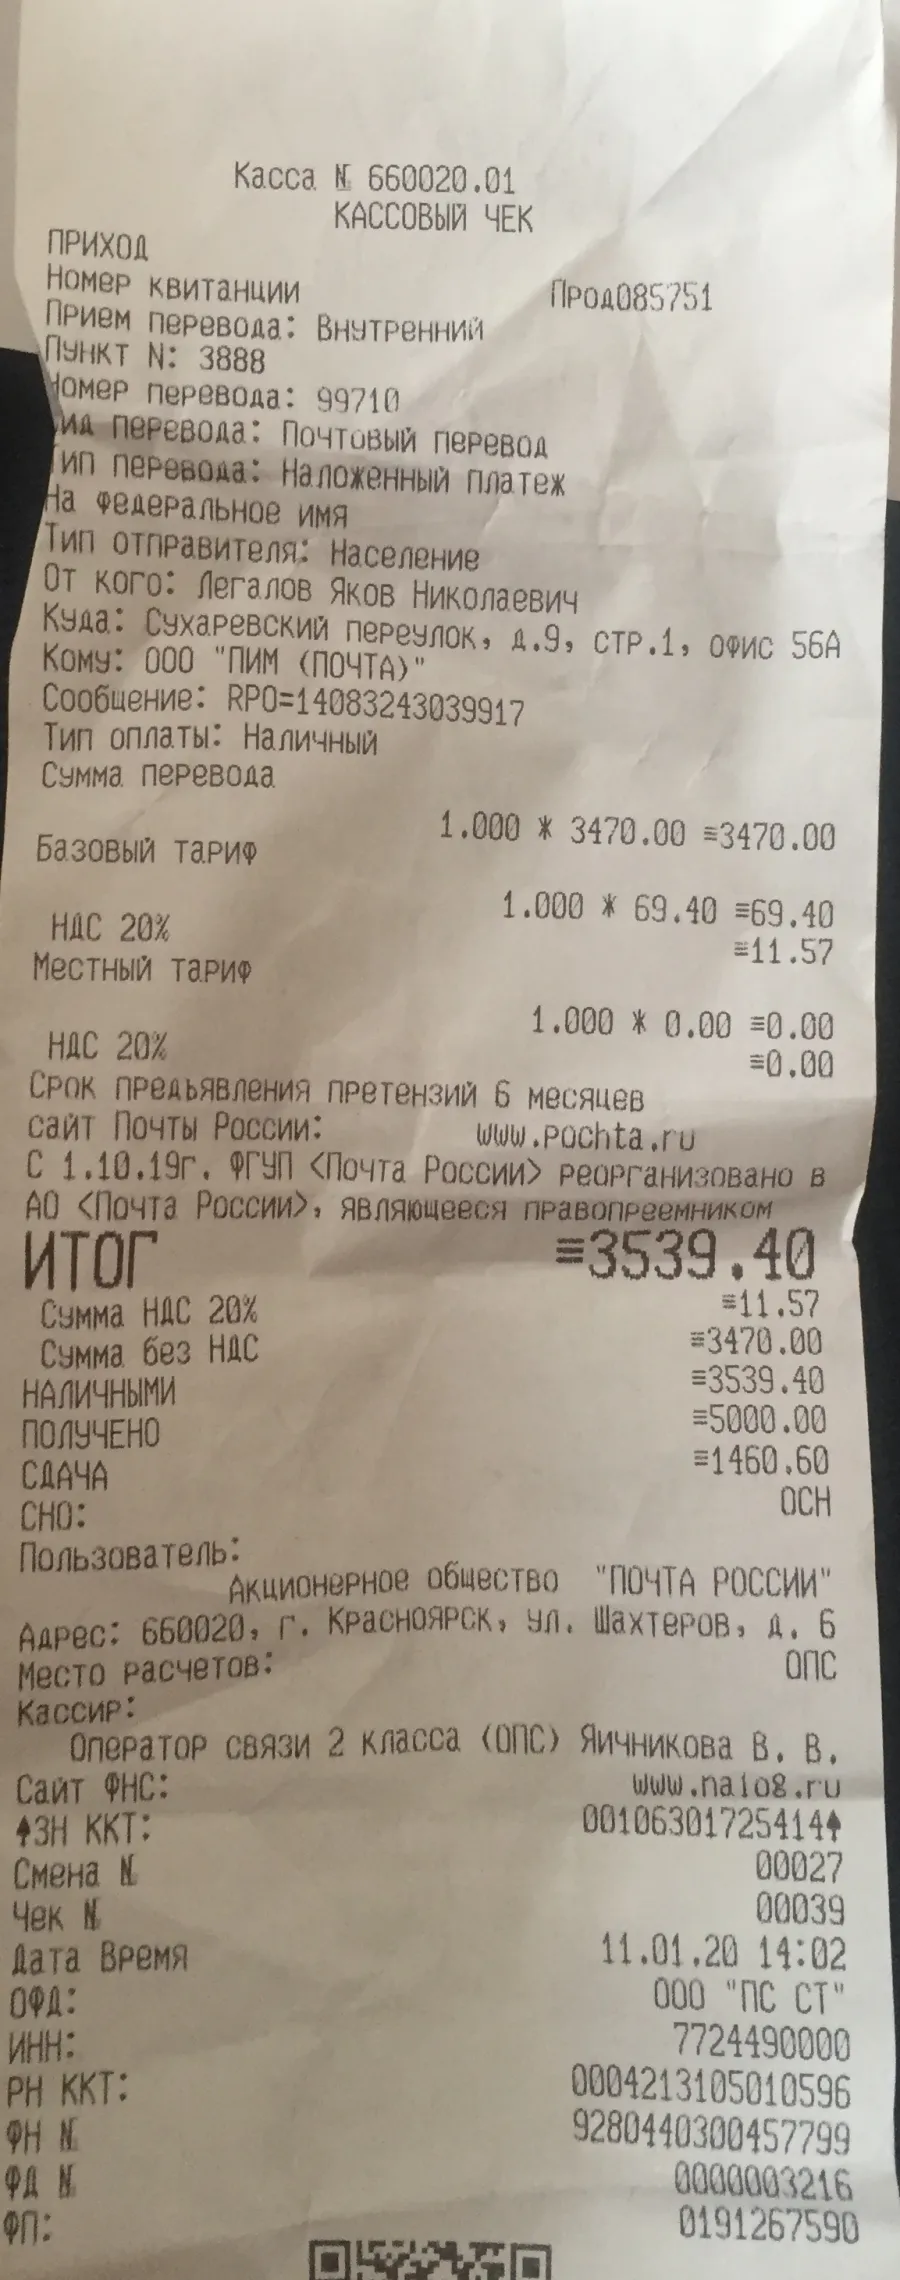 Касса № 660020.01
КАССОВЫЙ ЧЕК
ПРИХОД
Номер квитанции Прод085751
Прием перевода: Внутренний
Пункт N: 3888
Номер перевода: 99710
ид перевода: Почтовый перевод
Тип перевода: Наложенный платеж
На федеральное имя
Тип отправителя: Население
От кого: Легалов Яков Николаевич
Куда: Сухаревский переулок, д.9, стр.1, офис 56А
Кому: ООО "ПИМ (ПОЧТА)"
Сообщение: RPO=14083243039917
Тип оплаты: Наличный
Сумма перевода
1.000 * 3470.00 ≡3470.00
Базовый тариф
1.000 * 69.40 ≡69.40
НДС 20% ≡11.57
Местный тариф
1.000 * 0.00 ≡0.00
НДС 20% ≡0.00
Срок предьявления претензий 6 месяцев
сайт Почты России: www.pochta.ru
С 1.10.19г. ФГУП <Почта России> реорганизовано в
АО <Почта России>, являющееся правопреемником
ИТОГ ≡3539.40
Сумма НДС 20% ≡11.57
Сумма без НДС ≡3470.00
НАЛИЧНЫМИ ≡3539.40
ПОЛУЧЕНО ≡5000.00
СДАЧА ≡1460.60
СНО: ОСН
Пользователь:
Акционерное общество "ПОЧТА РОССИИ"
Адрес: 660020, г. Красноярск, ул. Шахтеров, д. 6
Место расчетов: ОПС
Кассир:
Оператор связи 2 класса (ОПС) Яичникова В. В.
Сайт ФНС: www.nalog.ru
↑ЗН ККТ: 00106301725414↑
Смена № 00027
Чек № 00039
Дата Время 11.01.20 14:02
ОФД: ООО "ПС СТ"
ИНН: 7724490000
РН ККТ: 0004213105010596
ФН № 9280440300457799
ФД № 0000003216
ФП: 0191267590